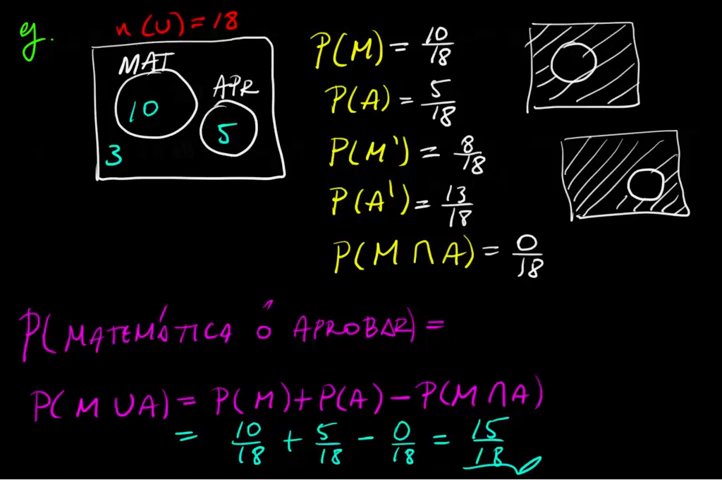 eg.
n(U) = 18
MAT
APR
10
5
3
P(M) = 10/18
P(A) = 5/18
P(M') = 8/18
P(A') = 13/18
P(M ∩ A) = 0/18
P(MATEMÁTICA Ó APROBAR) =
P(M ∪ A) = P(M) + P(A) − P(M ∩ A)
= 10/18 + 5/18 − 0/18 = 15/18